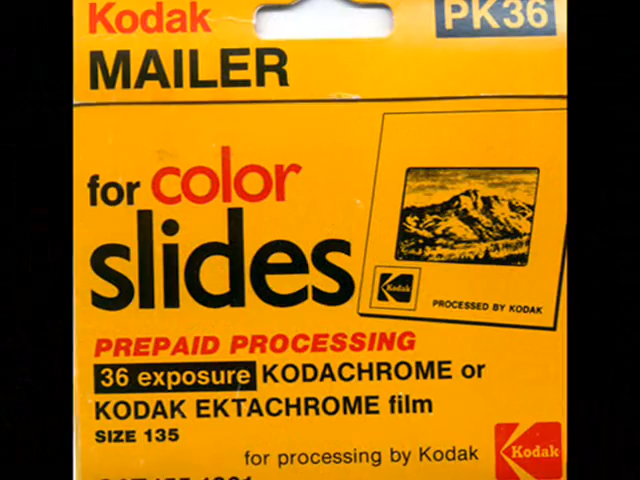 Kodak
PK36
MAILER
for color
slides
Kodak
PROCESSED BY KODAK
PREPAID PROCESSING
36 exposure KODACHROME or
KODAK EKTACHROME film
SIZE 135
for processing by Kodak
Kodak